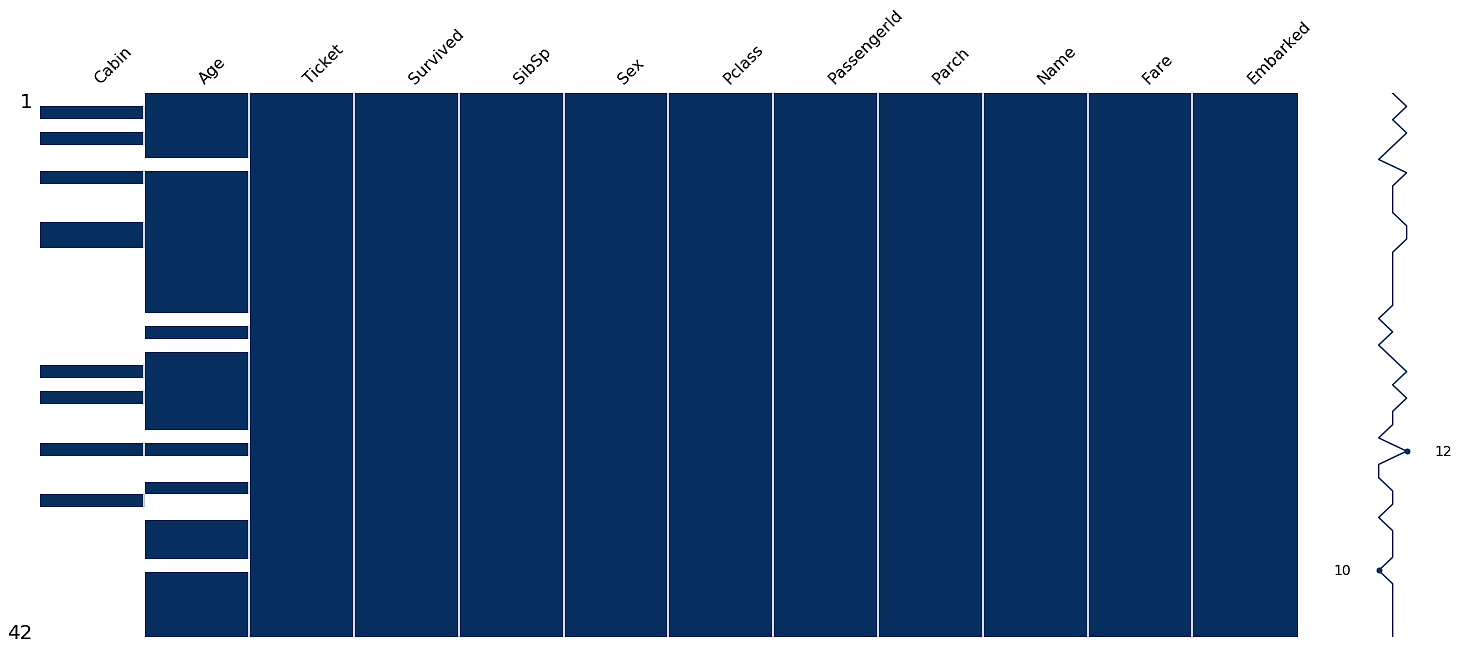 Cabin
Age
Ticket
Survived
SibSp
Sex
Pclass
PassengerId
Parch
Name
Fare
Embarked
1
12
10
42